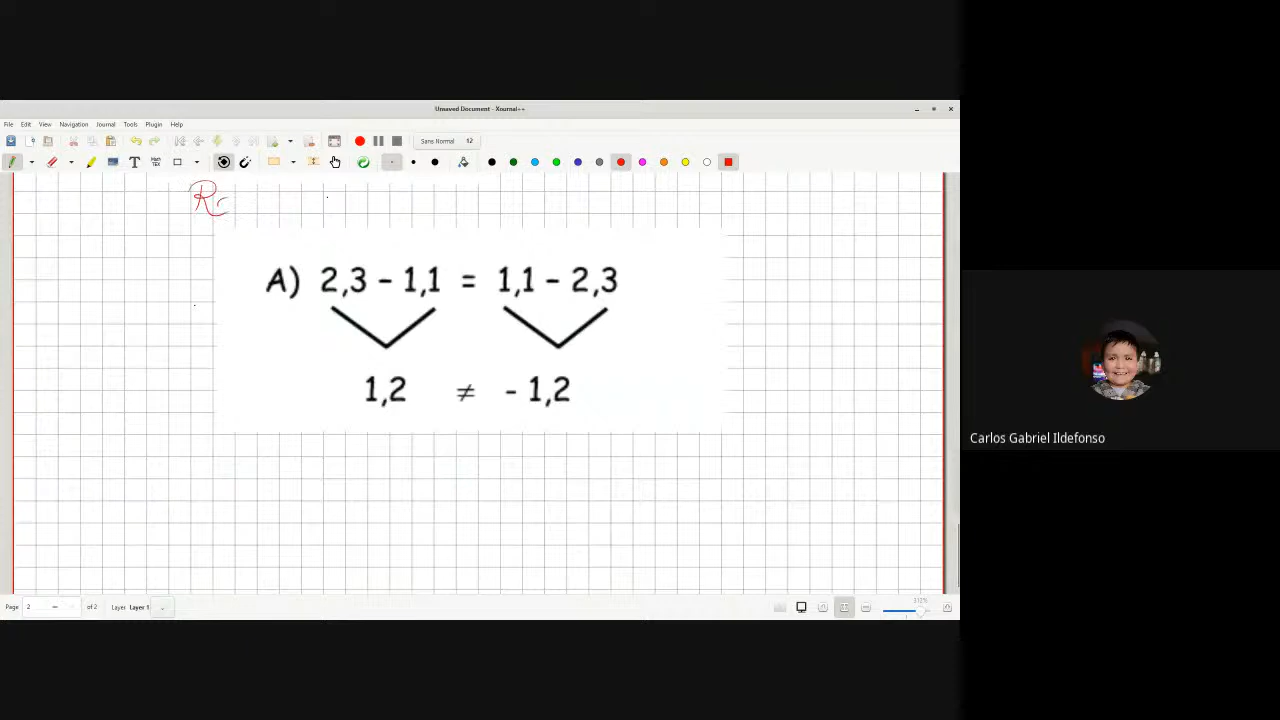 Unsaved Document - Xournal++
File Edit View Navigation Journal Tools Plugin Help
Sans Normal 12
A) 2,3 - 1,1 = 1,1 - 2,3
1,2 ≠ - 1,2
Carlos Gabriel Ildefonso
Page 2 of 2 Layer Layer 1
312%